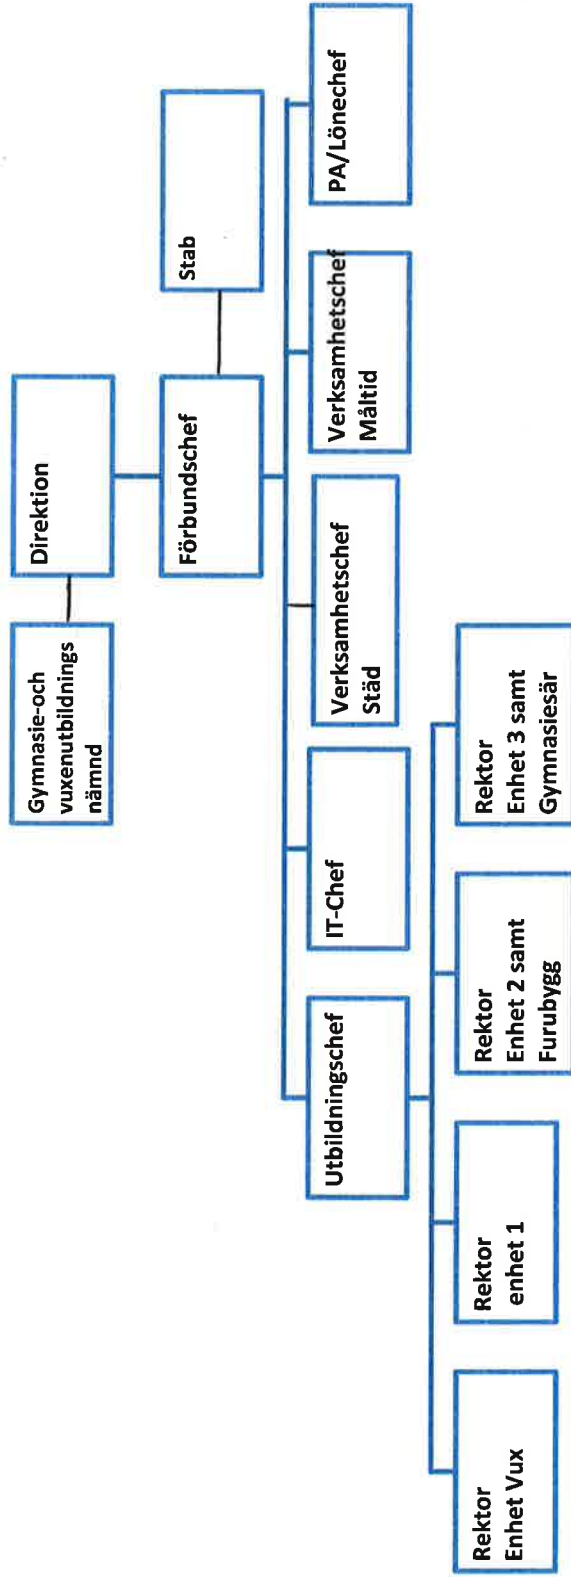 Gymnasie-och
vuxenutbildnings
nämnd
Direktion
Förbundschef
Stab
Utbildningschef
IT-Chef
Verksamhetschef
Städ
Verksamhetschef
Måltid
PA/Lönechef
Rektor
Enhet Vux
Rektor
enhet 1
Rektor
Enhet 2 samt
Furubygg
Rektor
Enhet 3 samt
Gymnasiesär